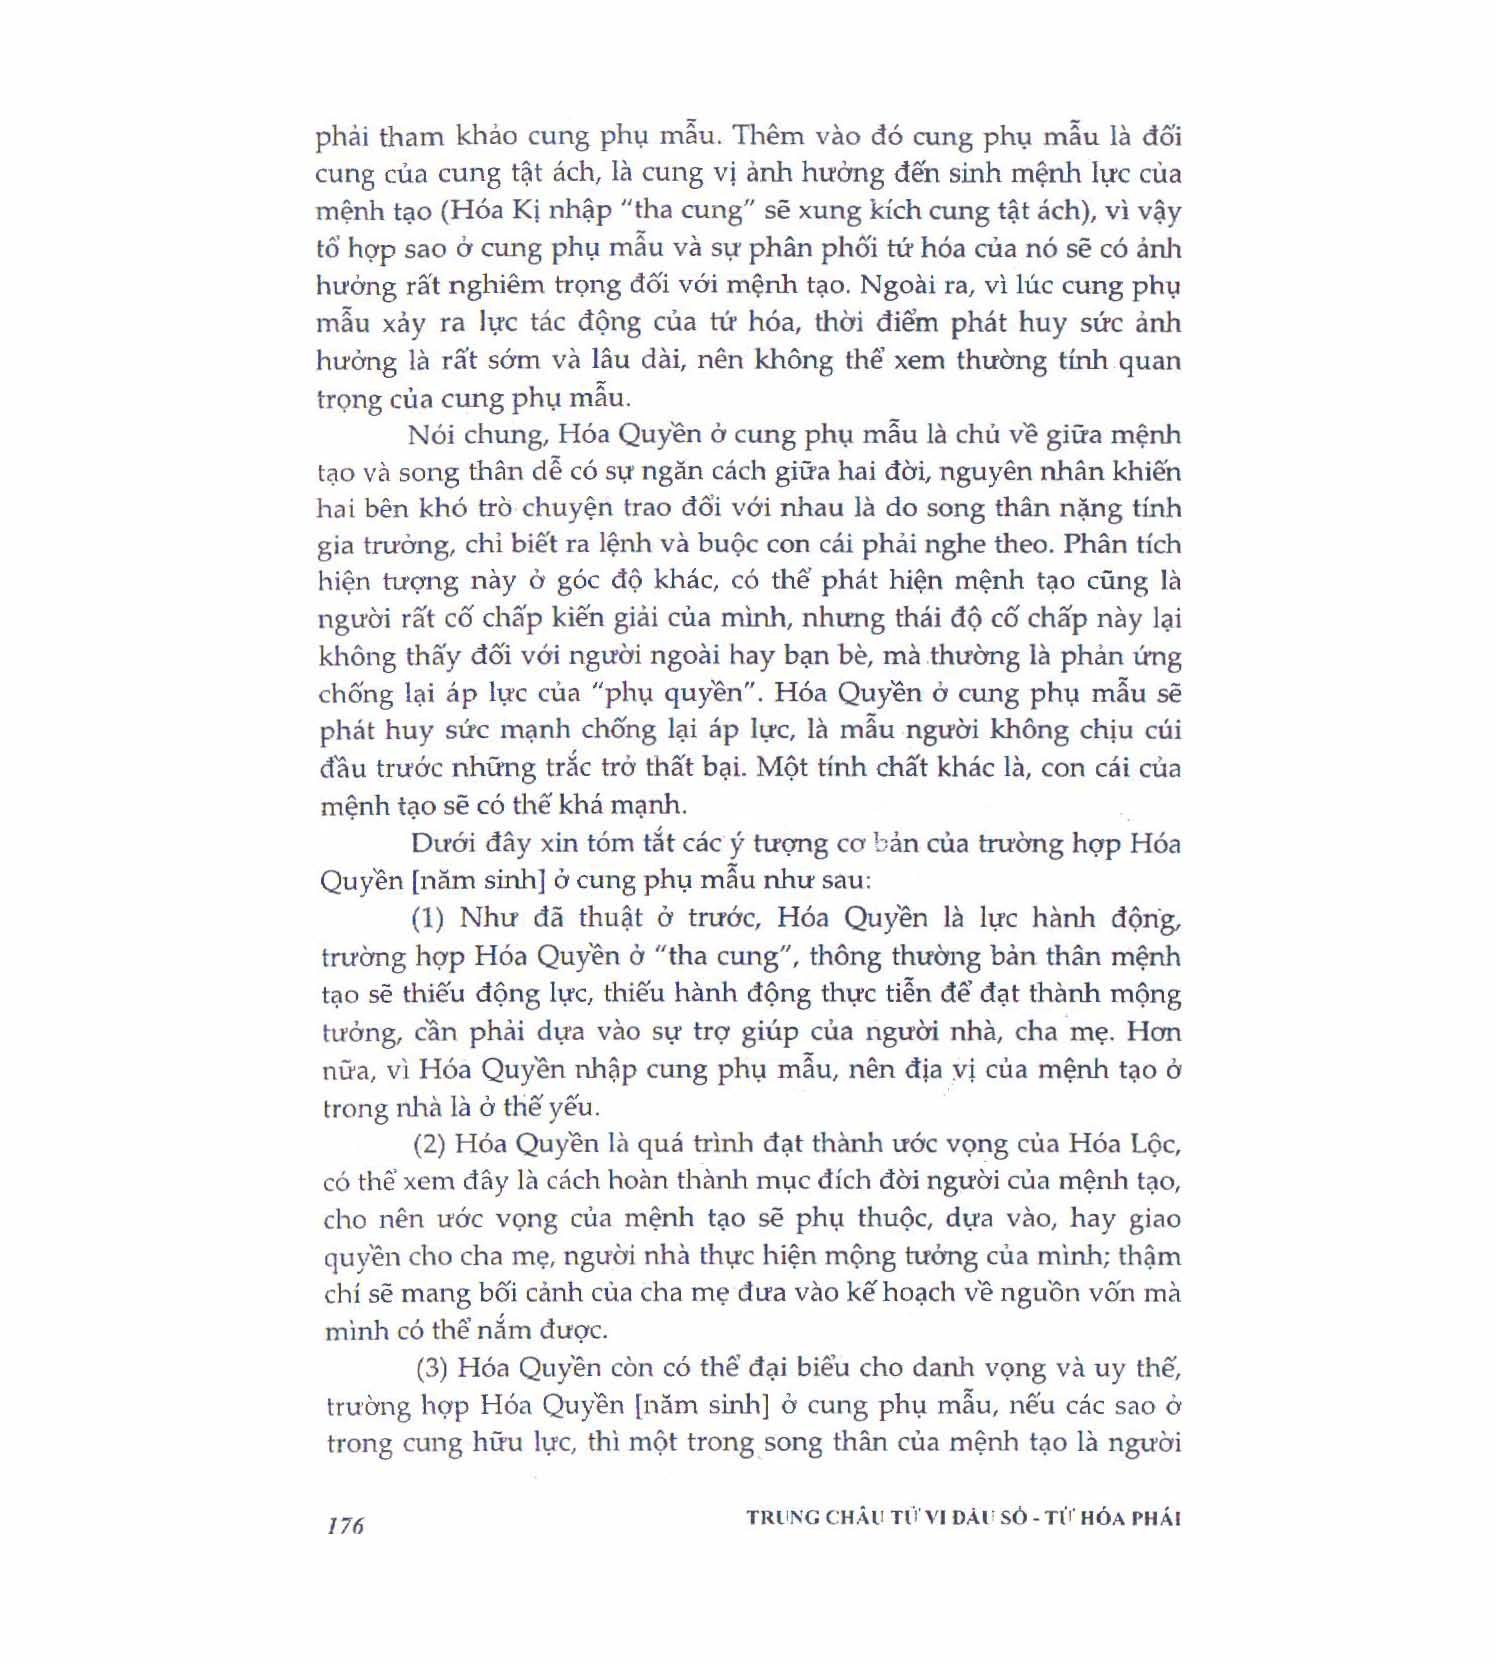 phải tham khảo cung phụ mẫu. Thêm vào đó cung phụ mẫu là đối
cung của cung tật ách, là cung vị ảnh hưởng đến sinh mệnh lực của
mệnh tạo (Hóa Kị nhập "tha cung" sẽ xung kích cung tật ách), vì vậy
tổ hợp sao ở cung phụ mẫu và sự phân phối tứ hóa của nó sẽ có ảnh
hưởng rất nghiêm trọng đối với mệnh tạo. Ngoài ra, vì lúc cung phụ
mẫu xảy ra lực tác động của tứ hóa, thời điểm phát huy sức ảnh
hưởng là rất sớm và lâu dài, nên không thể xem thường tính quan
trọng của cung phụ mẫu.
Nói chung, Hóa Quyền ở cung phụ mẫu là chủ về giữa mệnh
tạo và song thân dễ có sự ngăn cách giữa hai đời, nguyên nhân khiến
hai bên khó trò chuyện trao đổi với nhau là do song thân nặng tính
gia trưởng, chỉ biết ra lệnh và buộc con cái phải nghe theo. Phân tích
hiện tượng này ở góc độ khác, có thể phát hiện mệnh tạo cũng là
người rất cố chấp kiến giải của mình, nhưng thái độ cố chấp này lại
không thấy đối với người ngoài hay bạn bè, mà thường là phản ứng
chống lại áp lực của "phụ quyền". Hóa Quyền ở cung phụ mẫu sẽ
phát huy sức mạnh chống lại áp lực, là mẫu người không chịu cúi
đầu trước những trắc trở thất bại. Một tính chất khác là, con cái của
mệnh tạo sẽ có thế khá mạnh.
Dưới đây xin tóm tắt các ý tượng cơ bản của trường hợp Hóa
Quyền [năm sinh] ở cung phụ mẫu như sau:
(1) Như đã thuật ở trước, Hóa Quyền là lực hành động,
trường hợp Hóa Quyền ở "tha cung", thông thường bản thân mệnh
tạo sẽ thiếu động lực, thiếu hành động thực tiễn để đạt thành mộng
tưởng, cần phải dựa vào sự trợ giúp của người nhà, cha mẹ. Hơn
nữa, vì Hóa Quyền nhập cung phụ mẫu, nên địa vị của mệnh tạo ở
trong nhà là ở thế yếu.
(2) Hóa Quyền là quá trình đạt thành ước vọng của Hóa Lộc,
có thể xem đây là cách hoàn thành mục đích đời người của mệnh tạo,
cho nên ước vọng của mệnh tạo sẽ phụ thuộc, dựa vào, hay giao
quyền cho cha mẹ, người nhà thực hiện mộng tưởng của mình; thậm
chí sẽ mang bối cảnh của cha mẹ đưa vào kế hoạch về nguồn vốn mà
mình có thể nắm được.
(3) Hóa Quyền còn có thể đại biểu cho danh vọng và uy thế,
trường hợp Hóa Quyền [năm sinh] ở cung phụ mẫu, nếu các sao ở
trong cung hữu lực, thì một trong song thân của mệnh tạo là người
176
TRUNG CHÂU TỬ VI ĐẨU SỐ - TỨ HÓA PHÁI